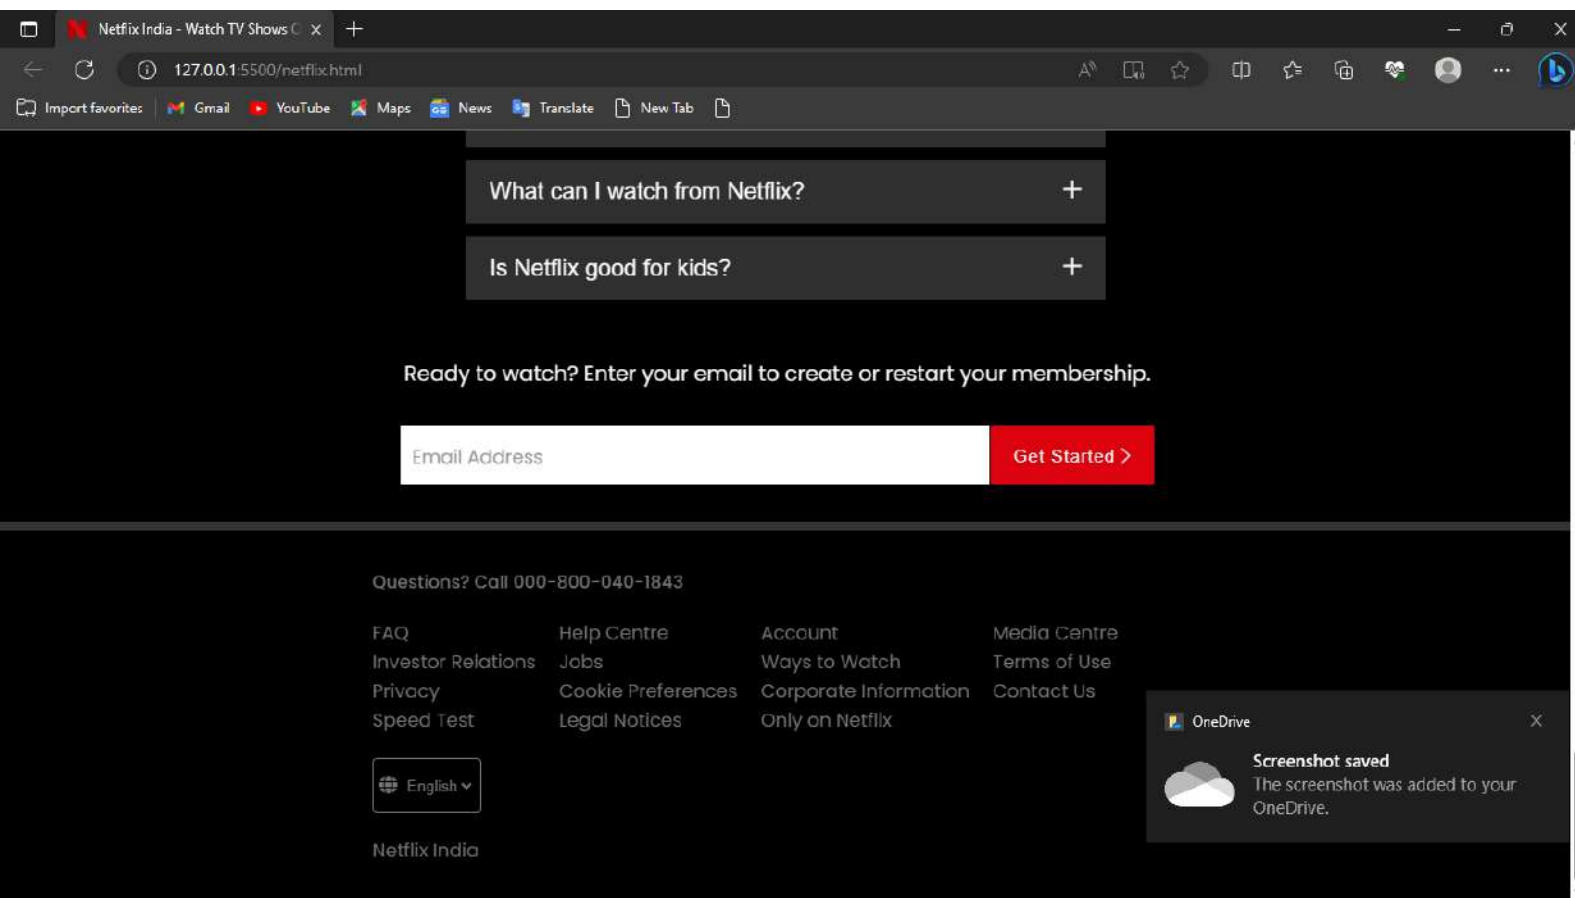 Netflix India - Watch TV Shows O
127.0.0.1:5500/netflix.html
Import favorites Gmail YouTube Maps News Translate New Tab
What can I watch from Netflix? +
Is Netflix good for kids? +
Ready to watch? Enter your email to create or restart your membership.
Email Address Get Started >
Questions? Call 000-800-040-1843
FAQ Help Centre Account Media Centre
Investor Relations Jobs Ways to Watch Terms of Use
Privacy Cookie Preferences Corporate Information Contact Us
Speed Test Legal Notices Only on Netflix
OneDrive
Screenshot saved
The screenshot was added to your
OneDrive.
English
Netflix India